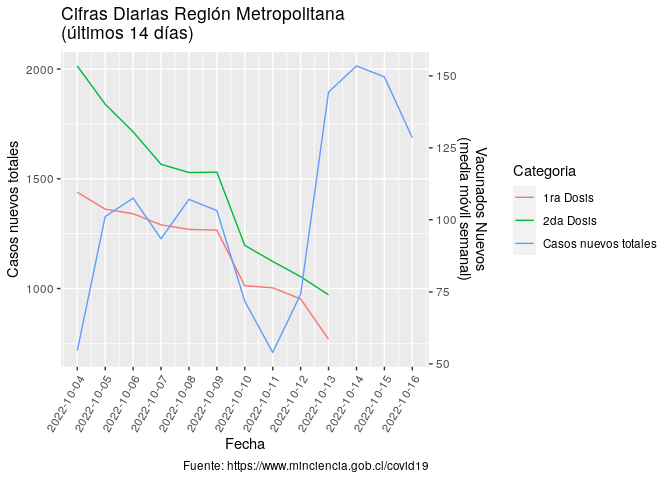 Cifras Diarias Región Metropolitana
(últimos 14 días)
2000
1500
1000
Casos nuevos totales
150
125
100
75
50
Vacunados Nuevos
(media móvil semanal)
2022-10-04
2022-10-05
2022-10-06
2022-10-07
2022-10-08
2022-10-09
2022-10-10
2022-10-11
2022-10-12
2022-10-13
2022-10-14
2022-10-15
2022-10-16
Fecha
Categoria
1ra Dosis
2da Dosis
Casos nuevos totales
Fuente: https://www.minciencia.gob.cl/covid19